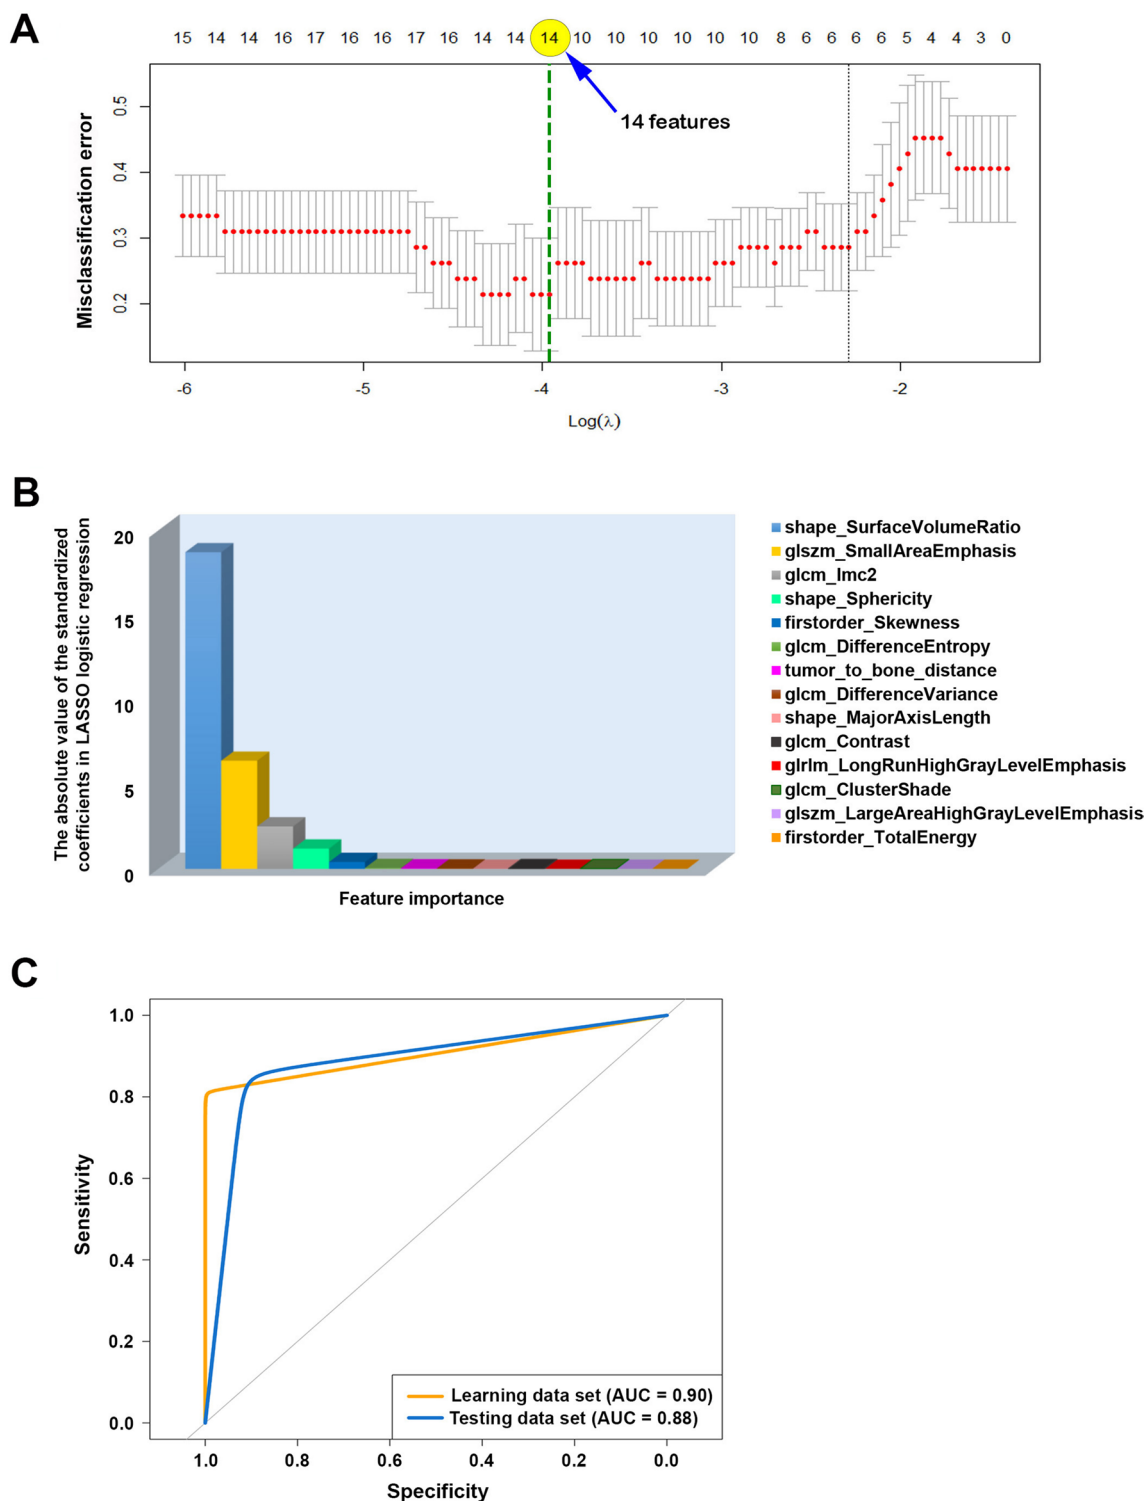 A
15 14 14 16 17 16 16 17 16 14 14 14 10 10 10 10 10 10 8 6 6 6 5 4 4 3 0
14 features
Misclassification error
0.5
0.4
0.3
0.2
-6 -5 -4 -3 -2
Log(λ)
B
The absolute value of the standardized
coefficients in LASSO logistic regression
20
15
10
5
0
Feature importance
shape_SurfaceVolumeRatio
glszm_SmallAreaEmphasis
glcm_Imc2
shape_Sphericity
firstorder_Skewness
glcm_DifferenceEntropy
tumor_to_bone_distance
glcm_DifferenceVariance
shape_MajorAxisLength
glcm_Contrast
glrlm_LongRunHighGrayLevelEmphasis
glcm_ClusterShade
glszm_LargeAreaHighGrayLevelEmphasis
firstorder_TotalEnergy
C
Sensitivity
1.0
0.8
0.6
0.4
0.2
0.0
Learning data set (AUC = 0.90)
Testing data set (AUC = 0.88)
1.0 0.8 0.6 0.4 0.2 0.0
Specificity